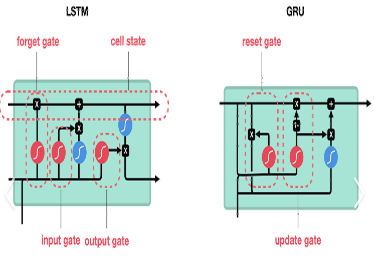 LSTM
GRU
forget gate
cell state
reset gate
input gate
output gate
update gate